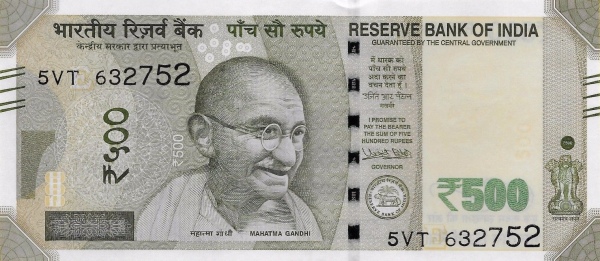 भारतीय रिज़र्व बैंक
केन्द्रीय सरकार द्वारा प्रत्याभूत
पाँच सौ रुपये
RESERVE BANK OF INDIA
GUARANTEED BY THE CENTRAL GOVERNMENT
5VT 632752
₹५००
₹500
मैं धारक को
पाँच सौ रुपये
अदा करने का
वचन देता हूँ।
I PROMISE TO
PAY THE BEARER
THE SUM OF FIVE
HUNDRED RUPEES
GOVERNOR
₹500
महात्मा गांधी
MAHATMA GANDHI
सत्यमेव जयते
5VT 632752